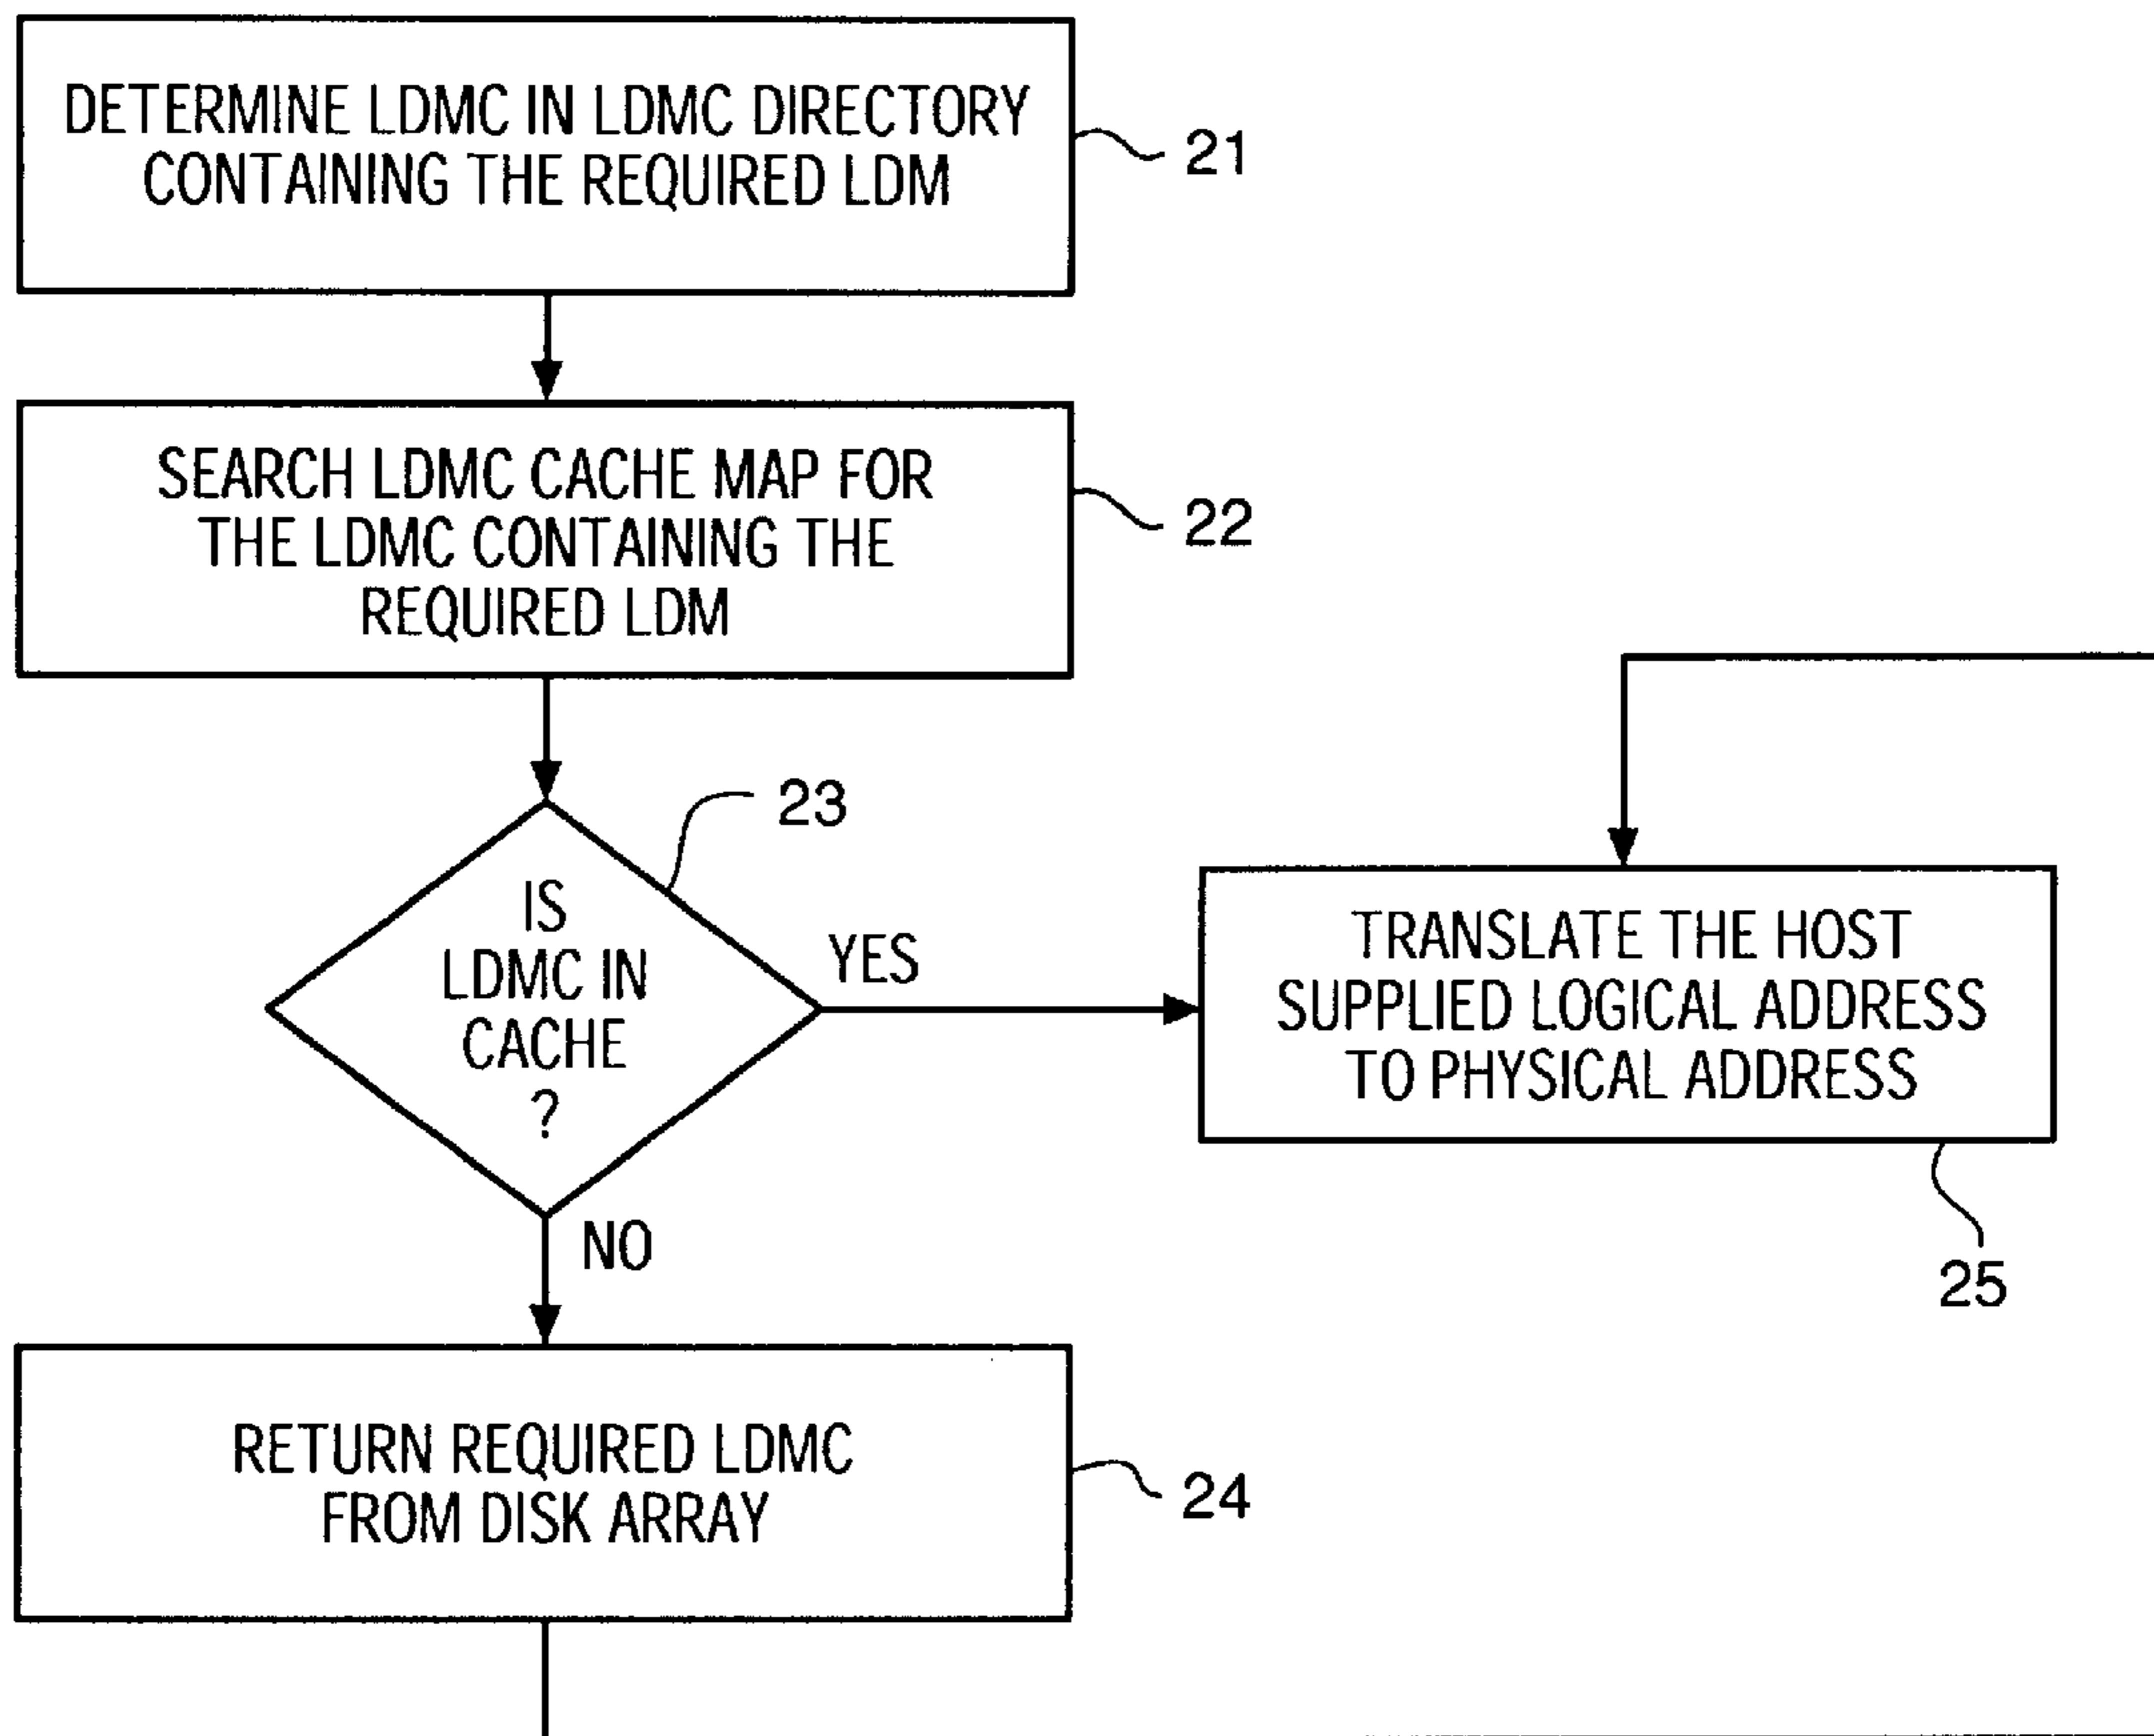 DETERMINE LDMC IN LDMC DIRECTORY
CONTAINING THE REQUIRED LDM
21
SEARCH LDMC CACHE MAP FOR
THE LDMC CONTAINING THE
REQUIRED LDM
22
23
IS
LDMC IN
CACHE
?
YES
NO
TRANSLATE THE HOST
SUPPLIED LOGICAL ADDRESS
TO PHYSICAL ADDRESS
25
RETURN REQUIRED LDMC
FROM DISK ARRAY
24